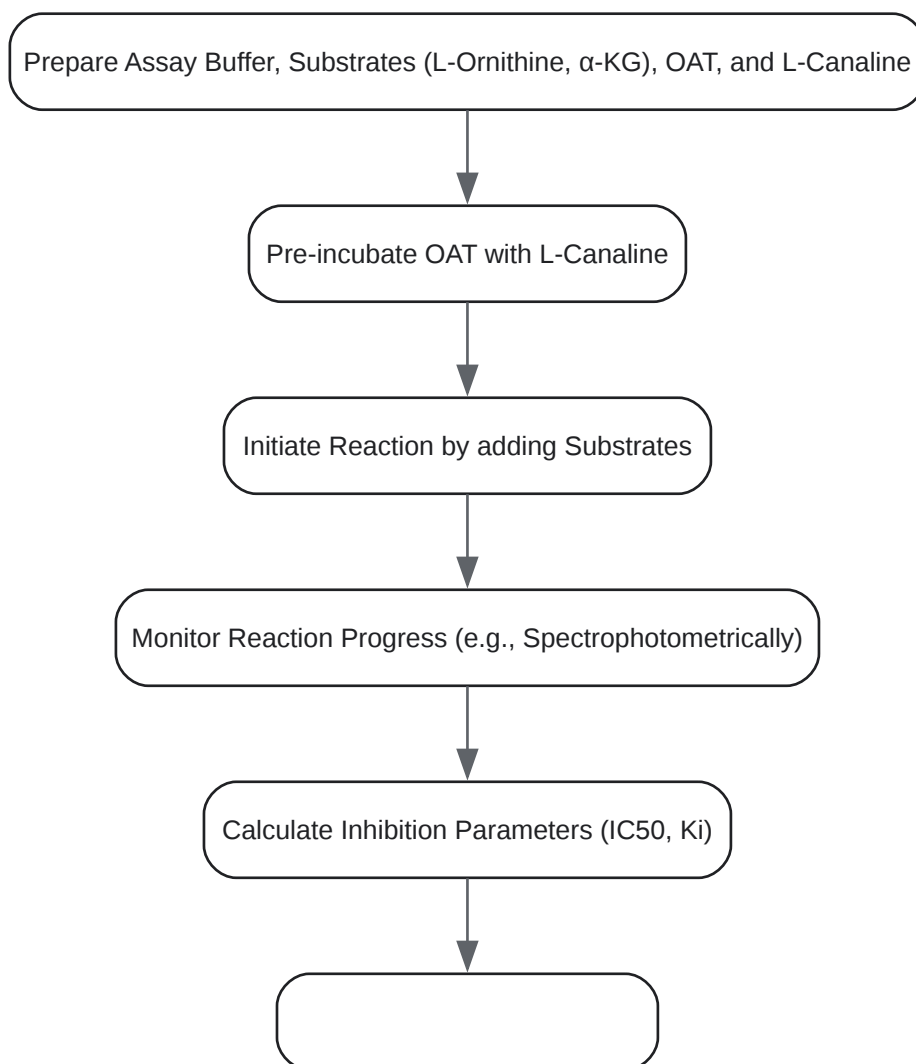 Prepare Assay Buffer, Substrates (L-Ornithine, α-KG), OAT, and L-Canaline
Pre-incubate OAT with L-Canaline
Initiate Reaction by adding Substrates
Monitor Reaction Progress (e.g., Spectrophotometrically)
Calculate Inhibition Parameters (IC50, Ki)